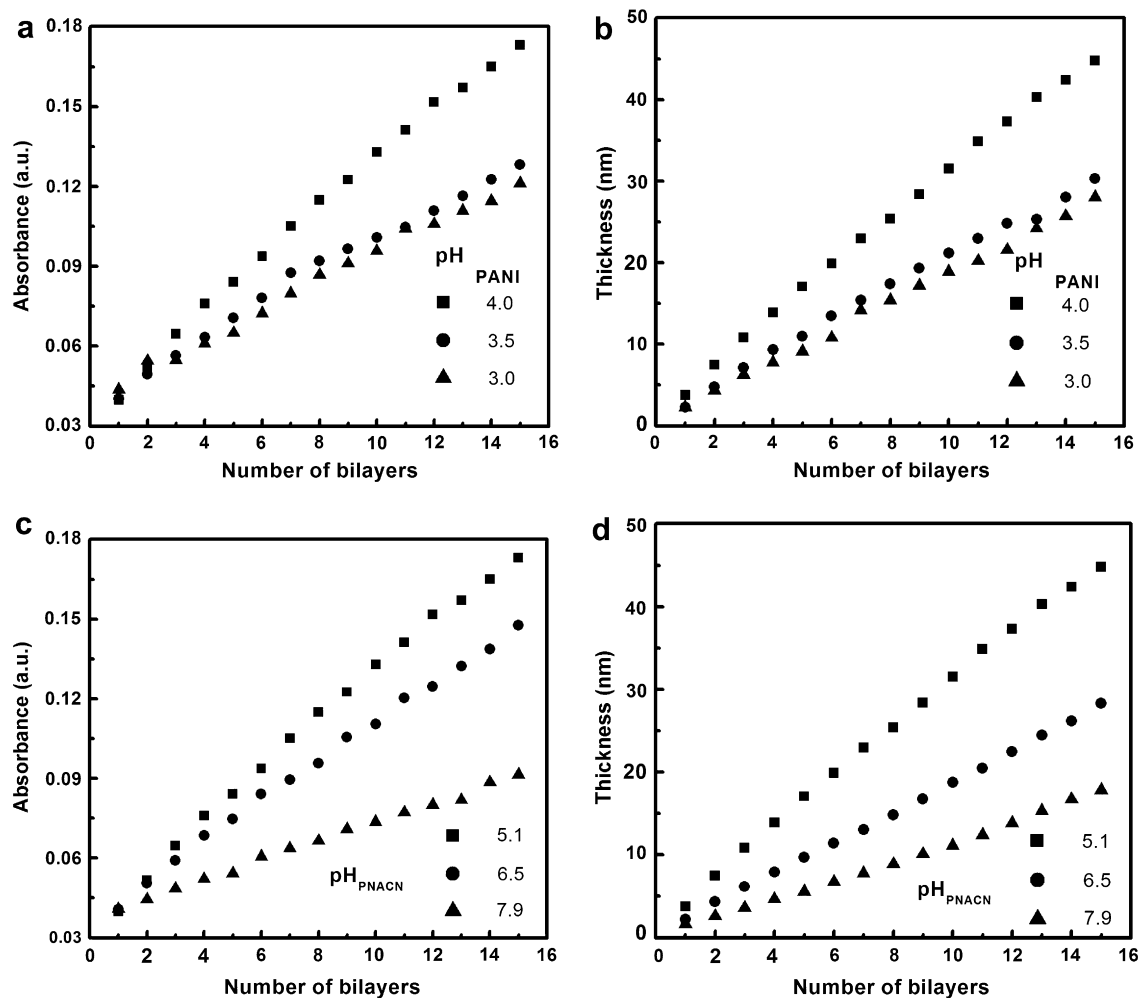 a
0.18
0.15
0.12
0.09
0.06
0.03
Absorbance (a.u.)
pH
PANI
4.0
3.5
3.0
0 2 4 6 8 10 12 14 16
Number of bilayers
b
50
40
30
20
10
0
Thickness (nm)
pH
PANI
4.0
3.5
3.0
0 2 4 6 8 10 12 14 16
Number of bilayers
c
0.18
0.15
0.12
0.09
0.06
0.03
Absorbance (a.u.)
5.1
pHPNACN 6.5
7.9
0 2 4 6 8 10 12 14 16
Number of bilayers
d
50
40
30
20
10
0
Thickness (nm)
5.1
pHPNACN 6.5
7.9
0 2 4 6 8 10 12 14 16
Number of bilayers